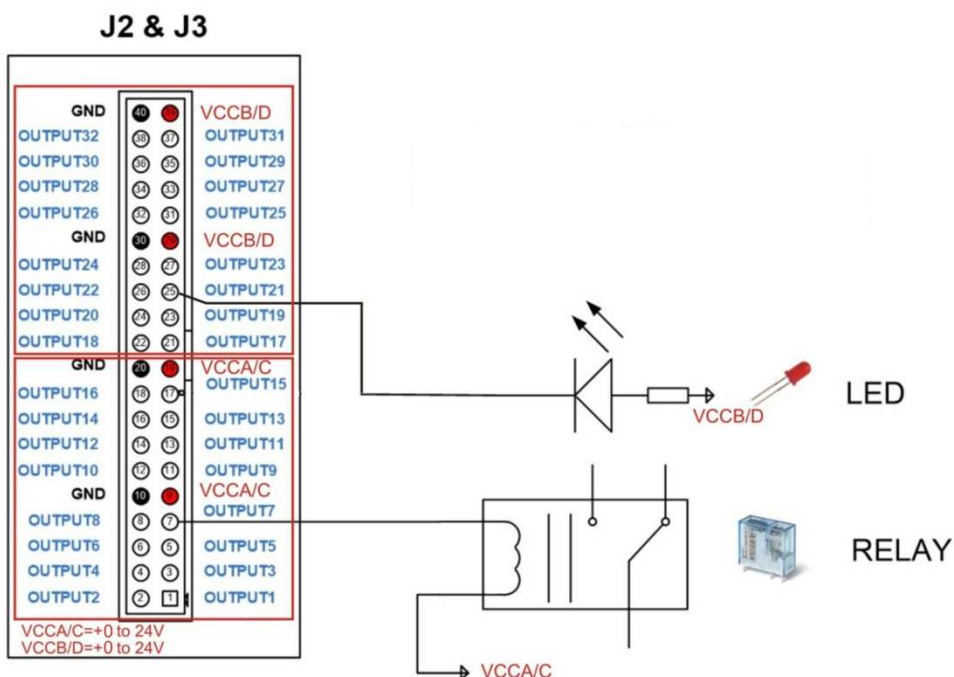 J2 & J3
GND 40 39 VCCB/D
OUTPUT32 38 37 OUTPUT31
OUTPUT30 36 35 OUTPUT29
OUTPUT28 34 33 OUTPUT27
OUTPUT26 32 31 OUTPUT25
GND 30 29 VCCB/D
OUTPUT24 28 27 OUTPUT23
OUTPUT22 26 25 OUTPUT21
OUTPUT20 24 23 OUTPUT19
OUTPUT18 22 21 OUTPUT17
GND 20 19 VCCA/C
OUTPUT16 18 17 OUTPUT15
OUTPUT14 16 15 OUTPUT13
OUTPUT12 14 13 OUTPUT11
OUTPUT10 12 11 OUTPUT9
GND 10 9 VCCA/C
OUTPUT8 8 7 OUTPUT7
OUTPUT6 6 5 OUTPUT5
OUTPUT4 4 3 OUTPUT3
OUTPUT2 2 1 OUTPUT1
VCCA/C=+0 to 24V
VCCB/D=+0 to 24V
VCCB/D
LED
RELAY
VCCA/C